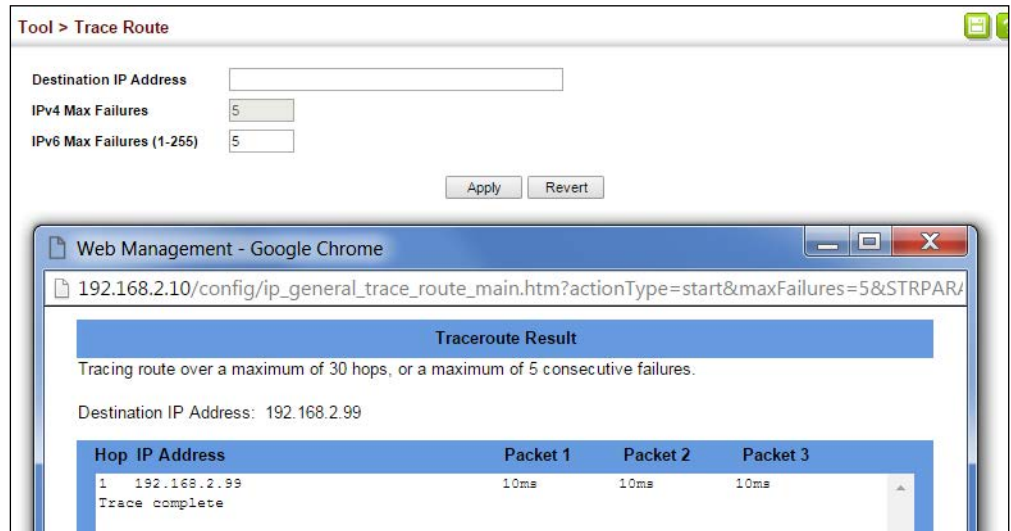 Tool > Trace Route
Destination IP Address
IPv4 Max Failures 5
IPv6 Max Failures (1-255) 5
Apply Revert
Web Management - Google Chrome
192.168.2.10/config/ip_general_trace_route_main.htm?actionType=start&maxFailures=5&STRPARA
Traceroute Result
Tracing route over a maximum of 30 hops, or a maximum of 5 consecutive failures.
Destination IP Address: 192.168.2.99
Hop IP Address Packet 1 Packet 2 Packet 3
1 192.168.2.99 10ms 10ms 10ms
Trace complete